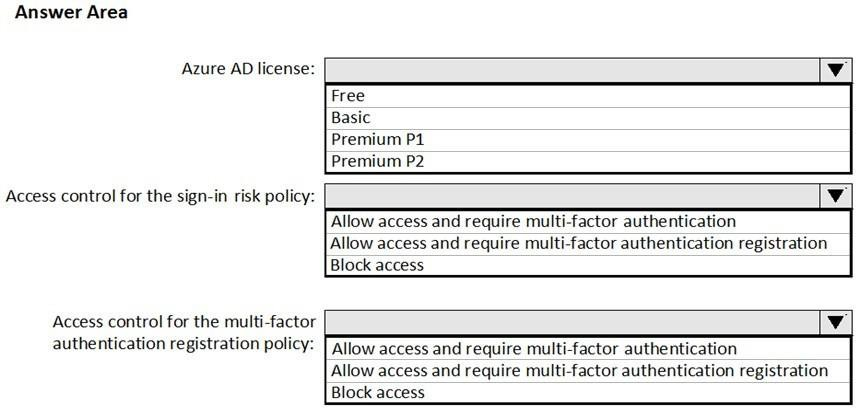 Answer Area
Azure AD license:
Free
Basic
Premium P1
Premium P2
Access control for the sign-in risk policy:
Allow access and require multi-factor authentication
Allow access and require multi-factor authentication registration
Block access
Access control for the multi-factor
authentication registration policy:
Allow access and require multi-factor authentication
Allow access and require multi-factor authentication registration
Block access